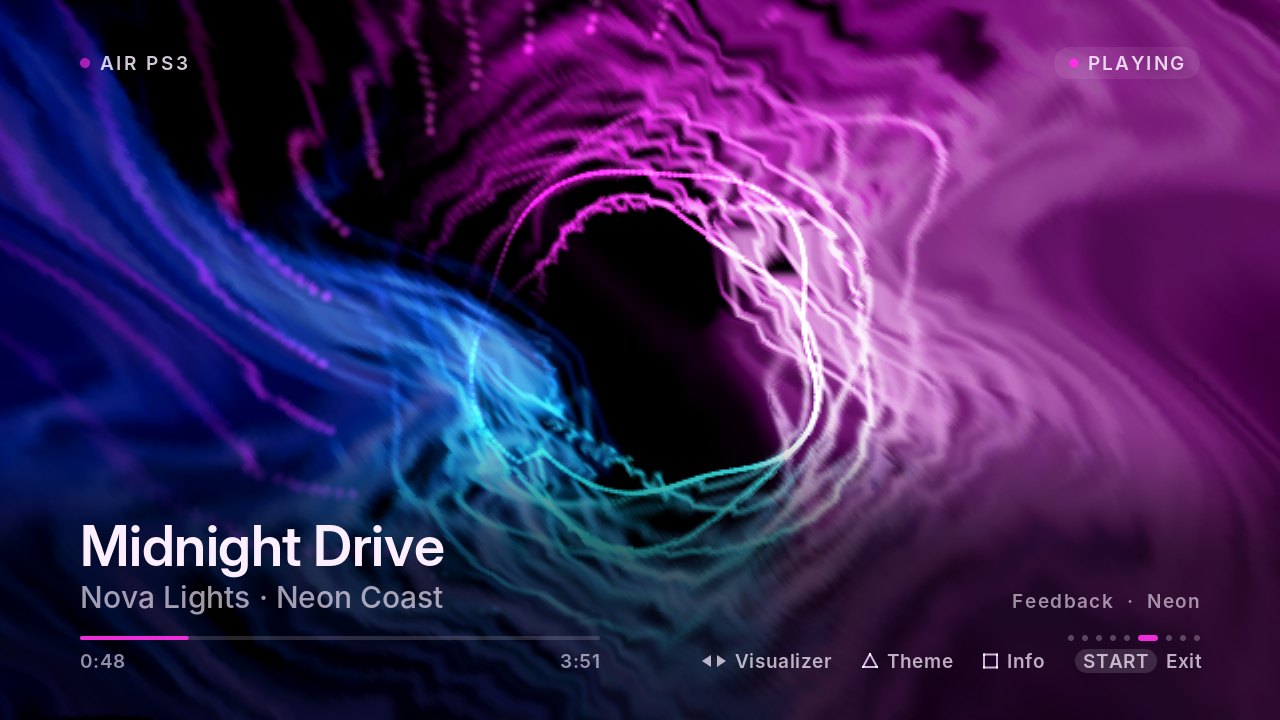 AIR PS3
PLAYING
Midnight Drive
Nova Lights · Neon Coast
Feedback · Neon
0:48
3:51
Visualizer
Theme
Info
START Exit